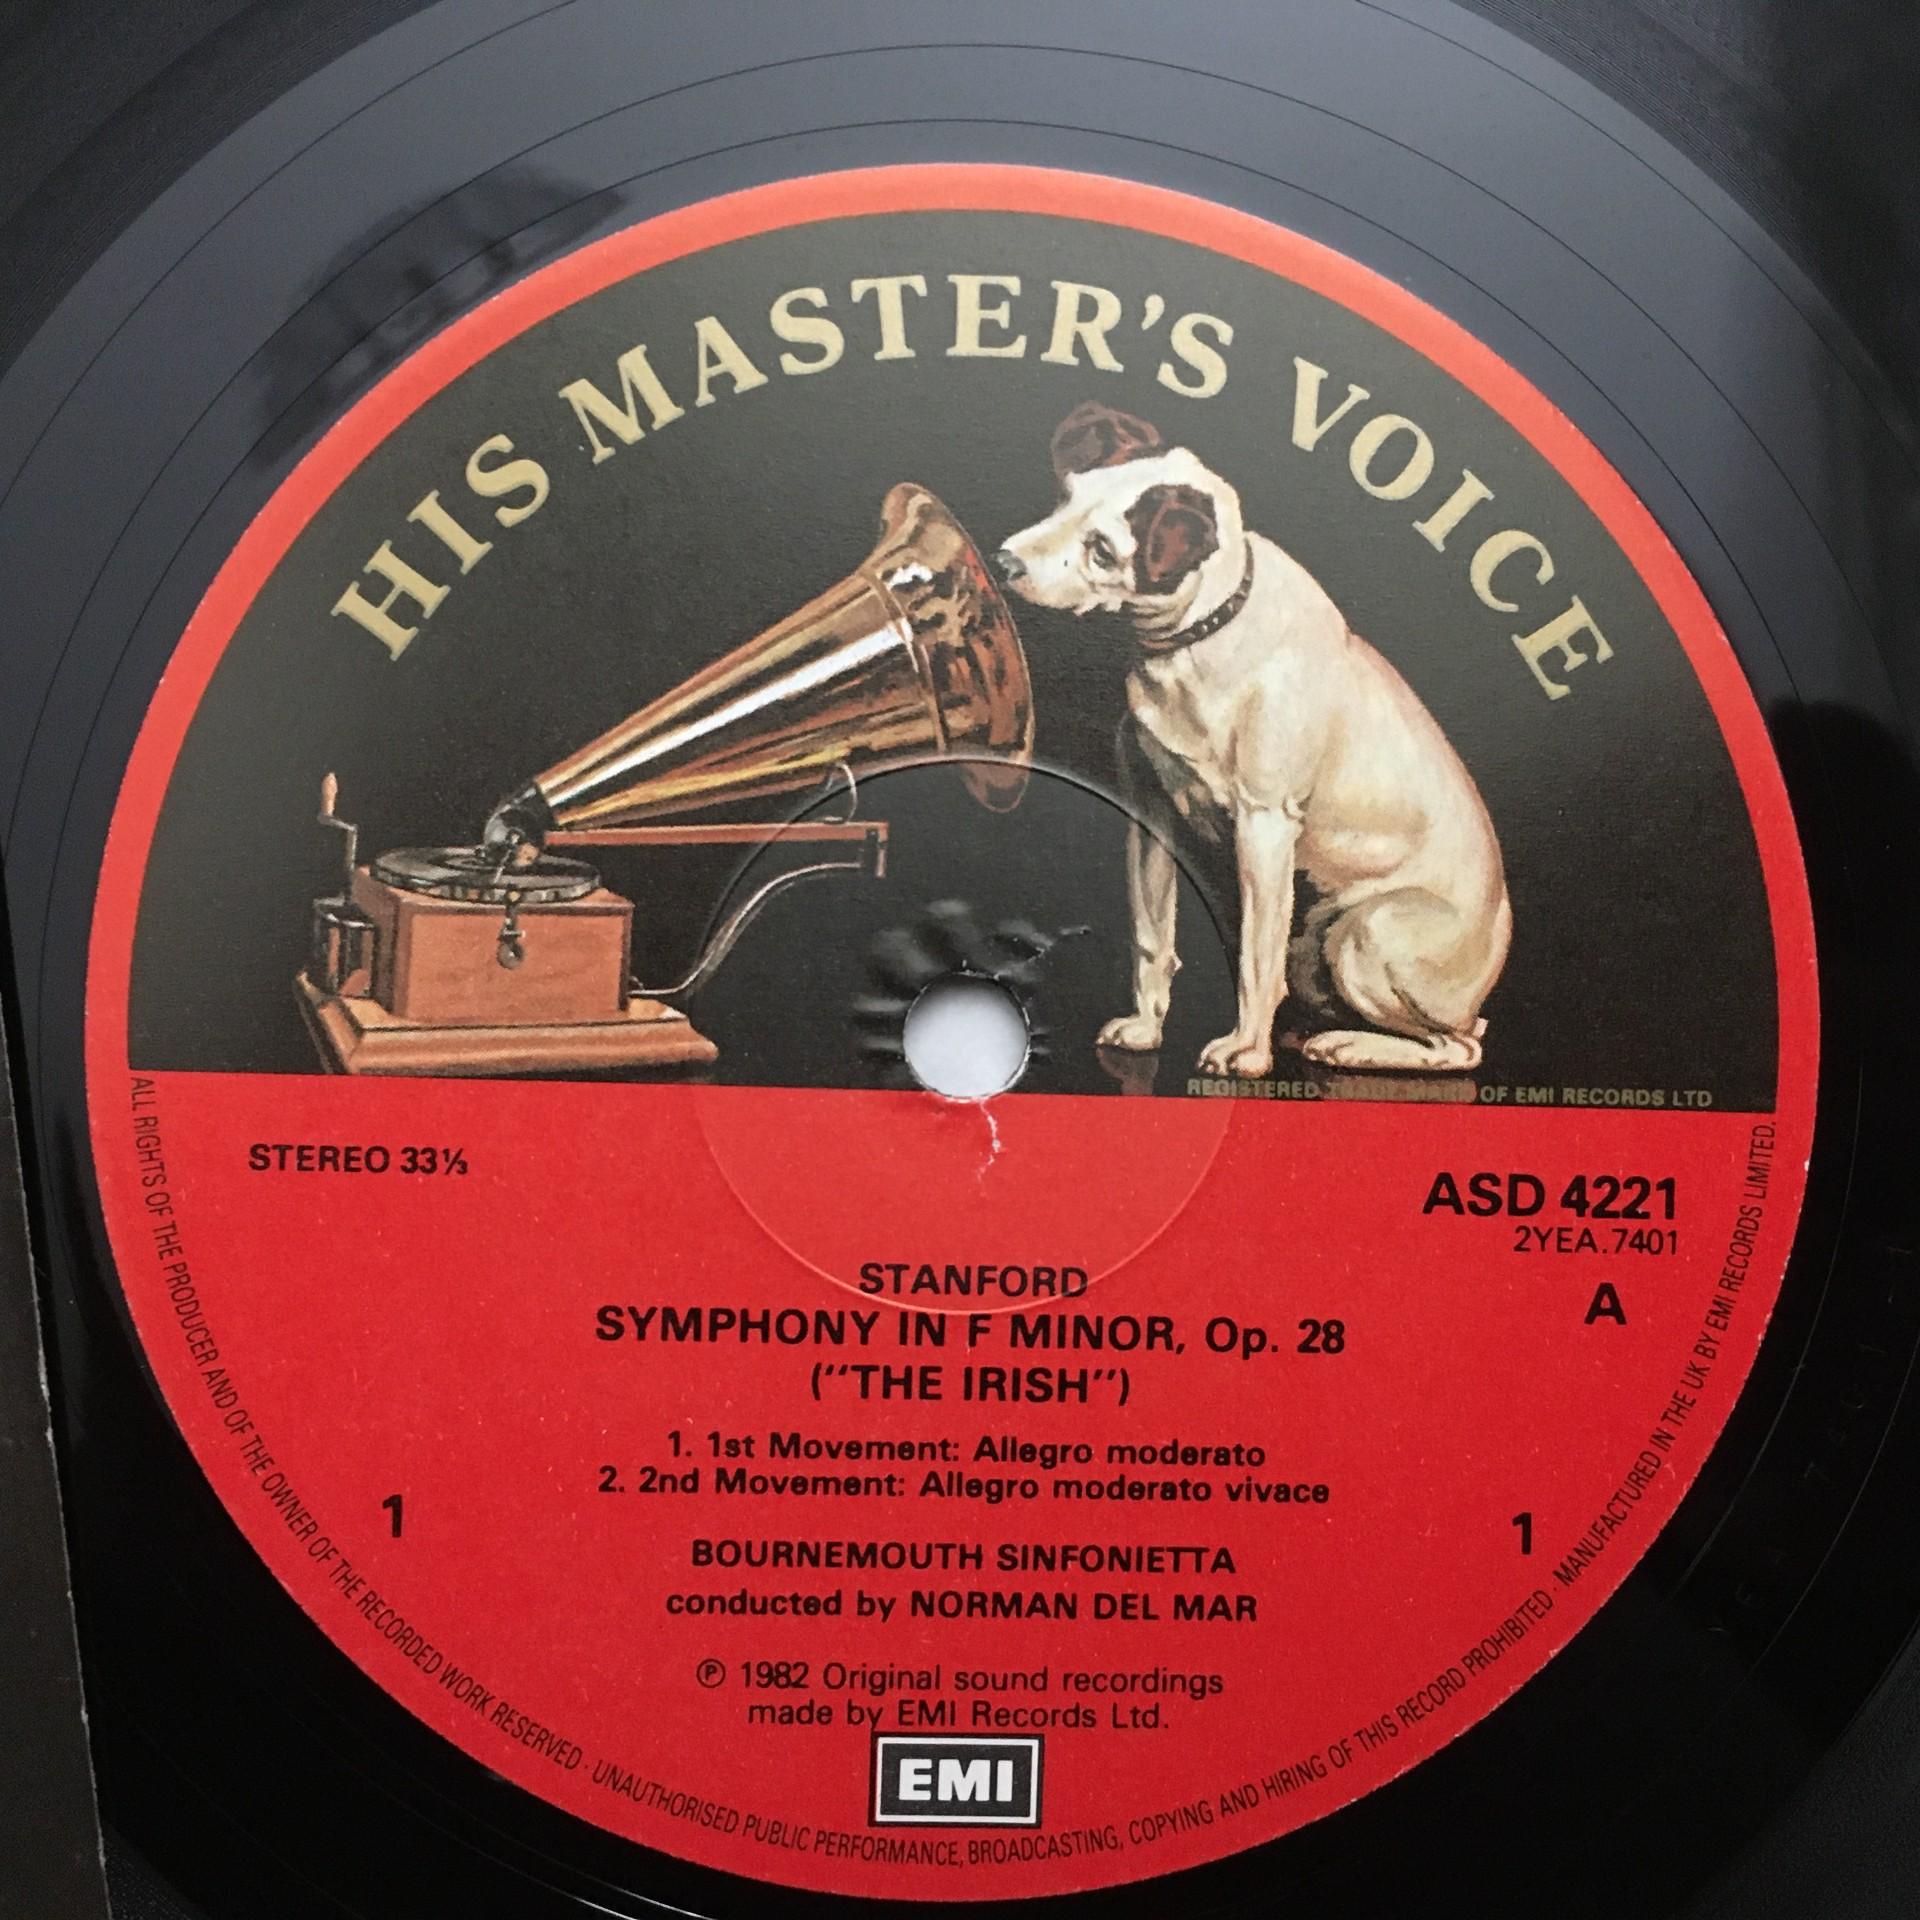 HIS MASTER'S VOICE
REGISTERED TRADE MARK OF EMI RECORDS LTD
STEREO 33⅓
ASD 4221
2YEA.7401
A
STANFORD
SYMPHONY IN F MINOR, Op. 28
("THE IRISH")
1. 1st Movement: Allegro moderato
2. 2nd Movement: Allegro moderato vivace
1
1
BOURNEMOUTH SINFONIETTA
conducted by NORMAN DEL MAR
℗ 1982 Original sound recordings
made by EMI Records Ltd.
EMI
ALL RIGHTS OF THE PRODUCER AND OF THE OWNER OF THE RECORDED WORK RESERVED · UNAUTHORISED PUBLIC PERFORMANCE, BROADCASTING, COPYING AND HIRING OF THIS RECORD PROHIBITED · MANUFACTURED IN THE UK BY EMI RECORDS LIMITED.